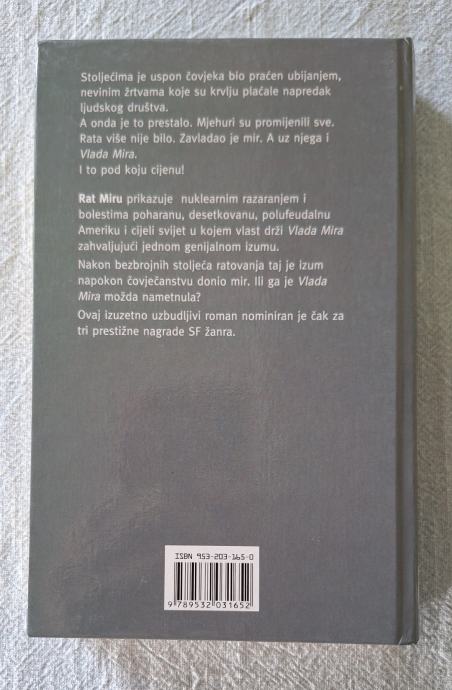 Stoljećima je uspon čovjeka bio praćen ubijanjem,
nevinim žrtvama koje su krvlju plaćale napredak
ljudskog društva.
A onda je to prestalo. Mjehuri su promijenili sve.
Rata više nije bilo. Zavladao je mir. A uz njega i
Vlada Mira.
I to pod koju cijenu!
Rat Miru prikazuje nuklearnim razaranjem i
bolestima poharanu, desetkovanu, polufeudalnu
Ameriku i cijeli svijet u kojem vlast drži Vlada Mira
zahvaljujući jednom genijalnom izumu.
Nakon bezbrojnih stoljeća ratovanja taj je izum
napokon čovječanstvu donio mir. Ili ga je Vlada
Mira možda nametnula?
Ovaj izuzetno uzbudljivi roman nominiran je čak za
tri prestižne nagrade SF žanra.
ISBN 953-203-165-0
9 789532 031652